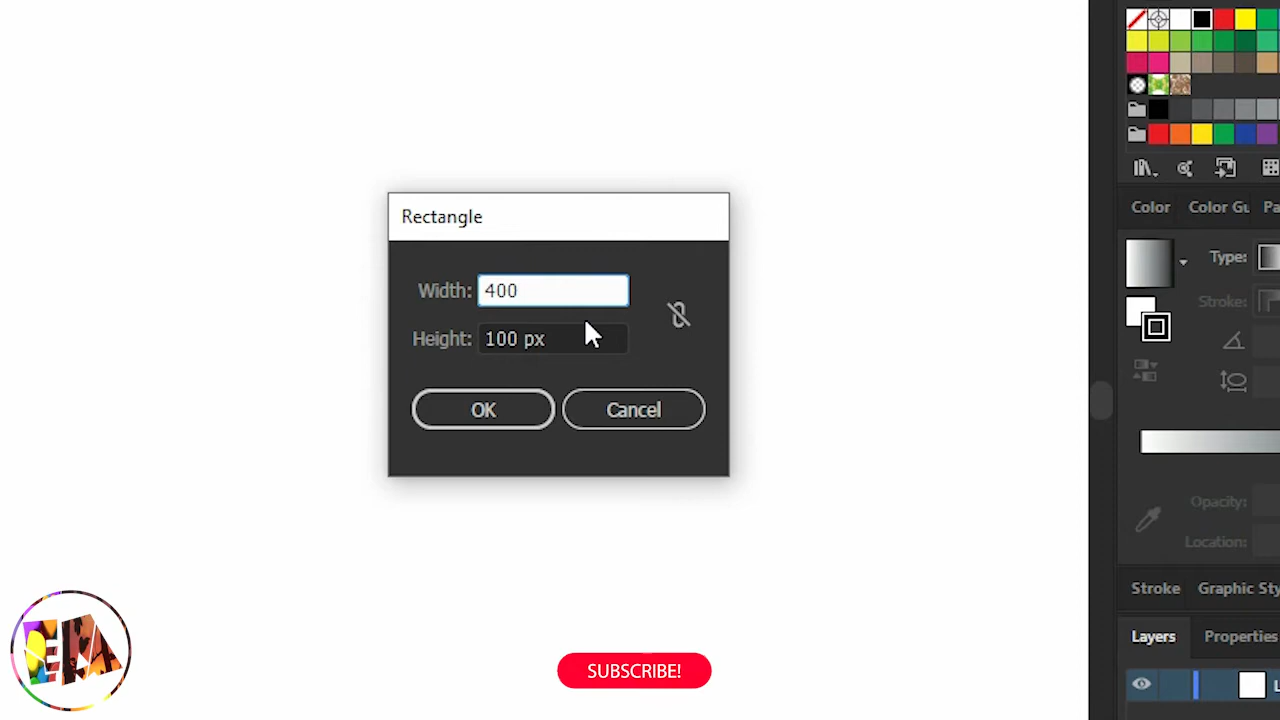 Rectangle
Width: 400
Height: 100 px
OK Cancel
Color Color Gu Pa
Type:
Stroke:
Opacity:
Location:
Stroke Graphic Sty
Layers Properties
L
EFA
SUBSCRIBE!